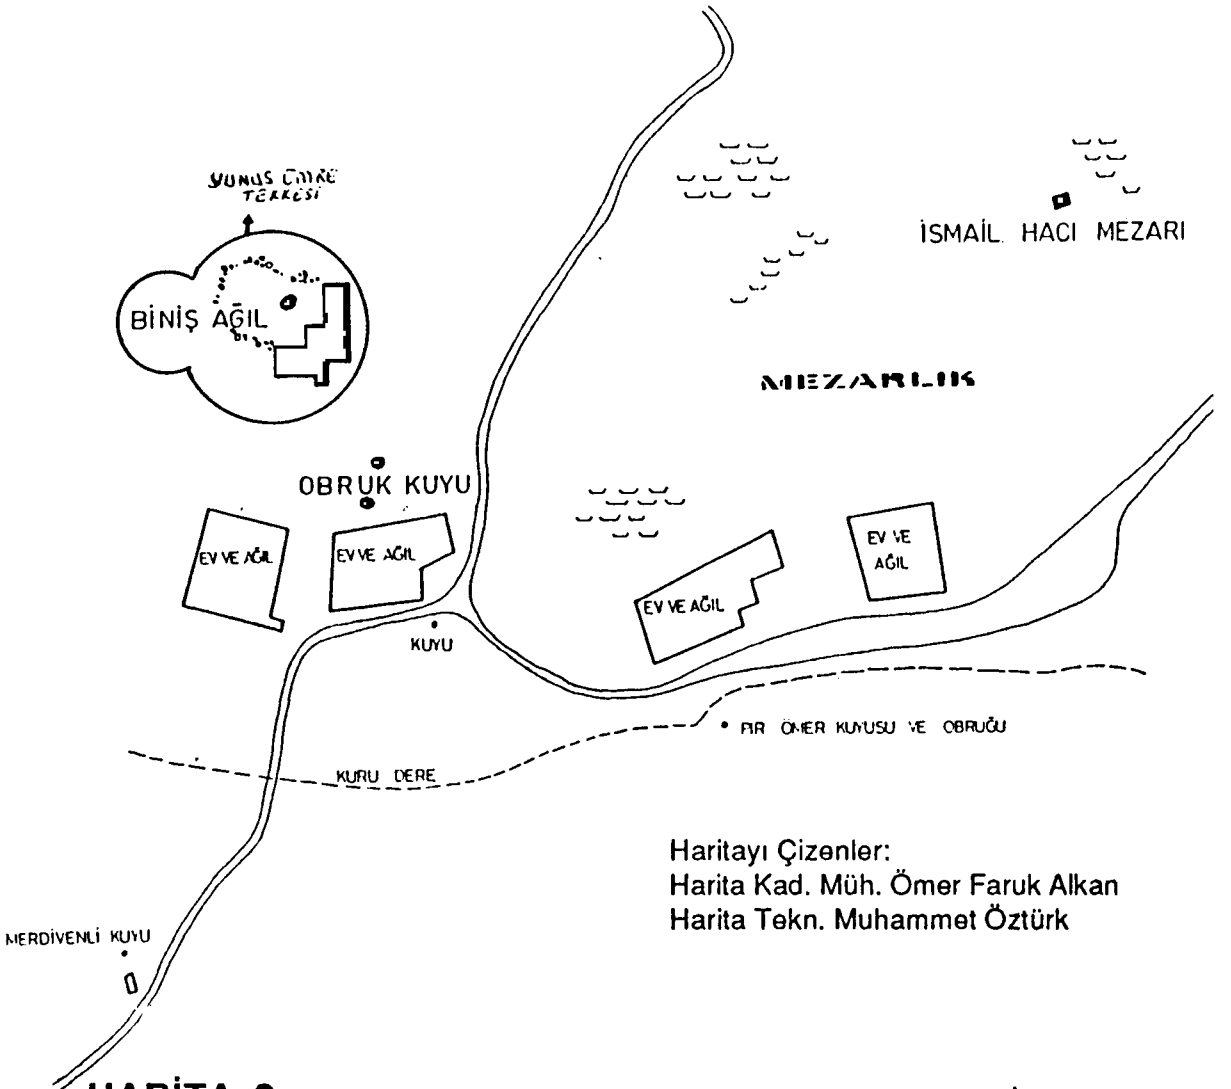 YUNUS EMRE
TEKKESİ
İSMAİL HACI MEZARI
BİNİŞ AĞIL
MEZARLIK
OBRUK KUYU
EV VE AĞIL
EV VE AĞIL
EV VE
AĞIL
EV VE AĞIL
KUYU
PİR ÖMER KUYUSU VE OBRUĞU
KURU DERE
Haritayı Çizenler:
Harita Kad. Müh. Ömer Faruk Alkan
Harita Tekn. Muhammet Öztürk
MERDİVENLİ KUYU
HARİTA